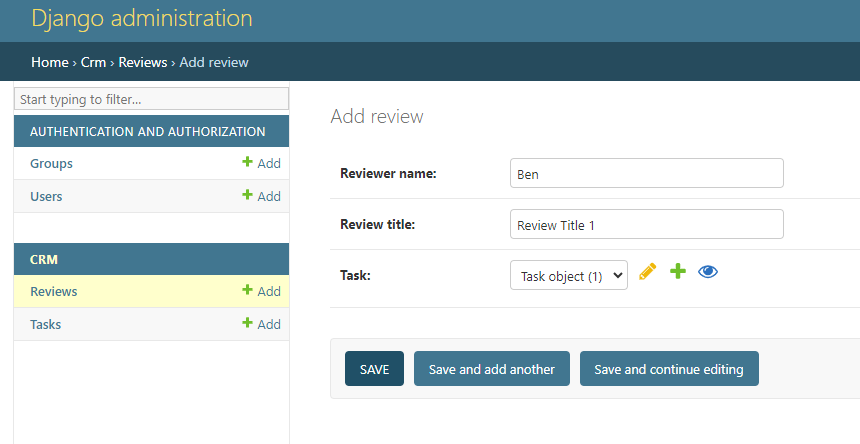 Django administration
Home › Crm › Reviews › Add review
Start typing to filter...
AUTHENTICATION AND AUTHORIZATION
Groups + Add
Users + Add
CRM
Reviews + Add
Tasks + Add
Add review
Reviewer name: Ben
Review title: Review Title 1
Task: Task object (1)
SAVE Save and add another Save and continue editing